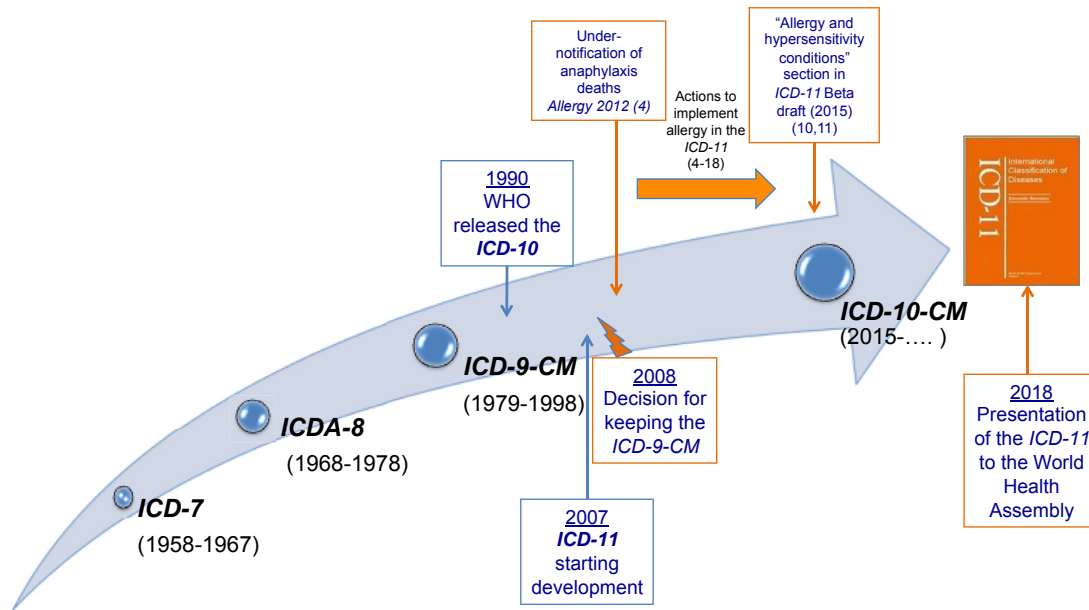 Under-
notification of
anaphylaxis
deaths
Allergy 2012 (4)
Actions to
implement
allergy in the
ICD-11
(4-18)
“Allergy and
hypersensitivity
conditions”
section in
ICD-11 Beta
draft (2015)
(10,11)
ICD-11
International
Classification of
Diseases
1990
WHO
released the
ICD-10
ICD-10-CM
(2015-.... )
ICD-9-CM
(1979-1998)
2008
Decision for
keeping the
ICD-9-CM
2018
Presentation
of the ICD-11
to the World
Health
Assembly
ICDA-8
(1968-1978)
ICD-7
(1958-1967)
2007
ICD-11
starting
development